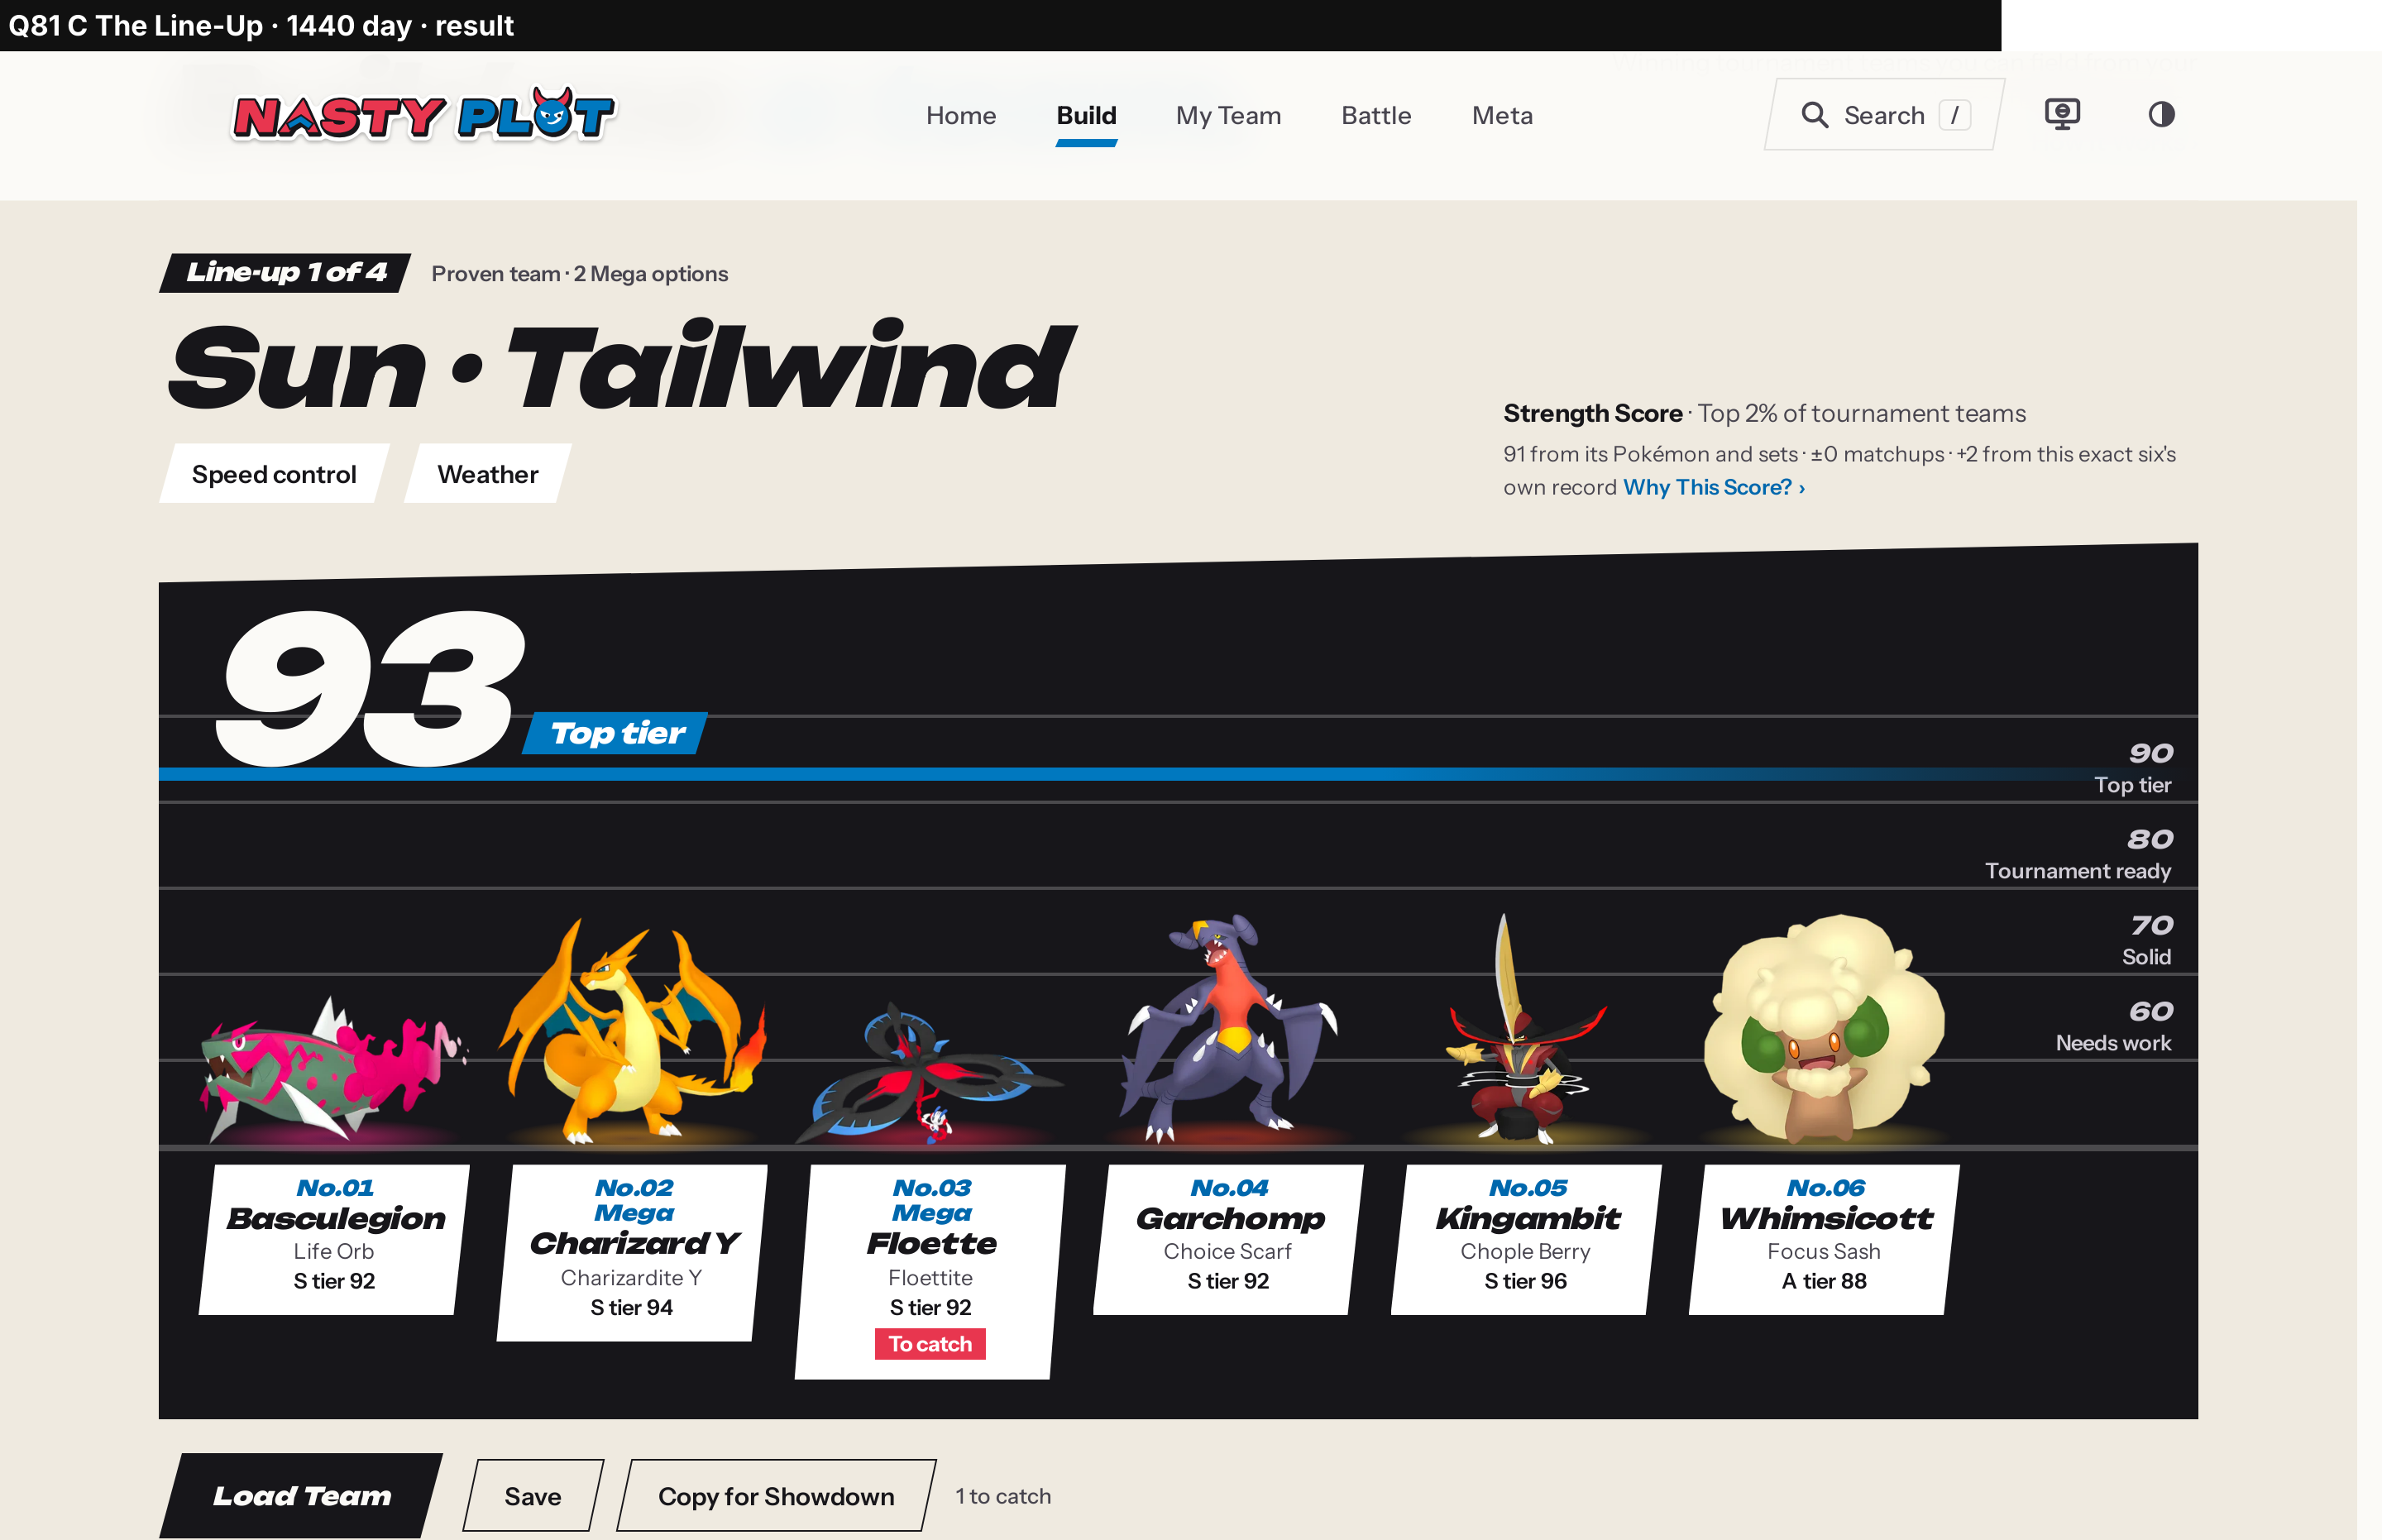 Q81 C The Line-Up · 1440 day · result
NASTY PLOT
Home
Build
My Team
Battle
Meta
Search /
Line-up 1 of 4
Proven team · 2 Mega options
Sun · Tailwind
Speed control
Weather
Strength Score · Top 2% of tournament teams
91 from its Pokémon and sets · ±0 matchups · +2 from this exact six's
own record Why This Score? ›
93
Top tier
90
Top tier
80
Tournament ready
70
Solid
60
Needs work
No.01
Basculegion
Life Orb
S tier 92
No.02
Mega
Charizard Y
Charizardite Y
S tier 94
No.03
Mega
Floette
Floettite
S tier 92
To catch
No.04
Garchomp
Choice Scarf
S tier 92
No.05
Kingambit
Chople Berry
S tier 96
No.06
Whimsicott
Focus Sash
A tier 88
Load Team
Save
Copy for Showdown
1 to catch